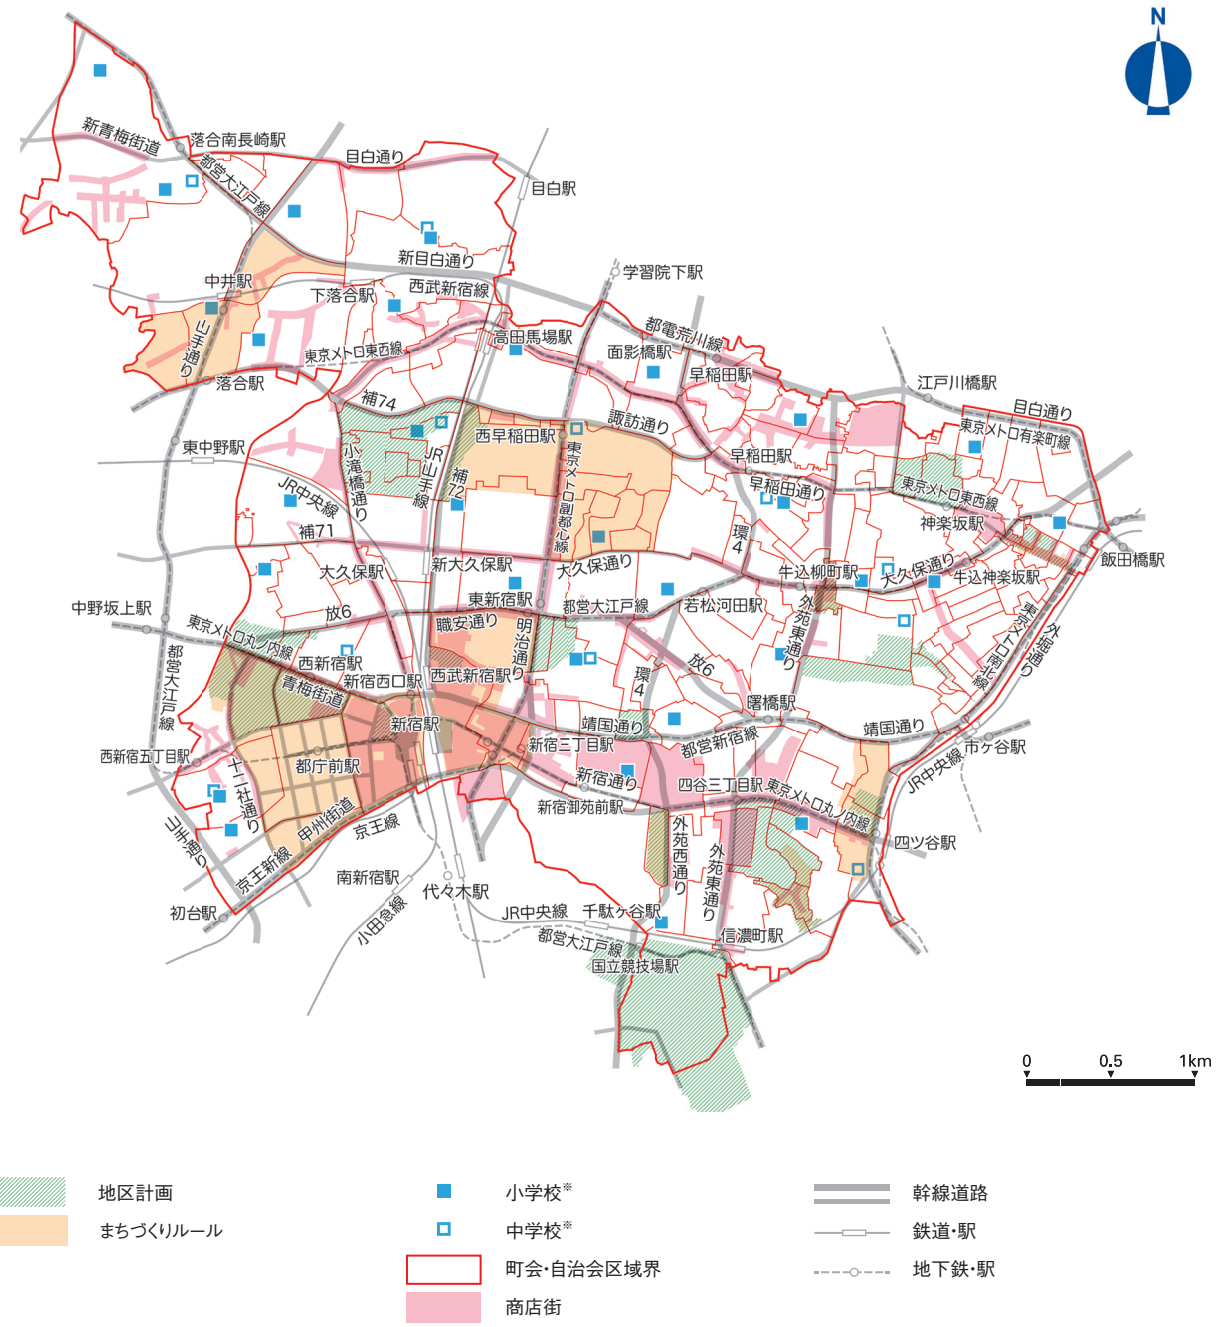 N
新青梅街道
落合南長崎駅
都営大江戸線
目白通り
目白駅
新目白通り
学習院下駅
中井駅
下落合駅
西武新宿線
都電荒川線
高田馬場駅
面影橋駅
山手通り
東京メトロ東西線
早稲田駅
落合駅
江戸川橋駅
補74
諏訪通り
目白通り
東京メトロ有楽町線
東中野駅
小滝橋通り
JR山手線
西早稲田駅
早稲田駅
東京メトロ副都心線
補72
早稲田通り
東京メトロ東西線
JR中央線
神楽坂駅
補71
環4
大久保駅
新大久保駅
大久保通り
牛込柳町駅
大久保通り
牛込神楽坂駅
飯田橋駅
中野坂上駅
放6
東新宿駅
都営大江戸線
若松河田駅
職安通り
明治通り
外苑東通り
東京メトロ南北線
外堀通り
東京メトロ丸ノ内線
西新宿駅
都営大江戸線
青梅街道
新宿西口駅
西武新宿駅
環4
放6
曙橋駅
新宿駅
靖国通り
靖国通り
西新宿五丁目駅
都庁前駅
新宿三丁目駅
都営新宿線
市ヶ谷駅
十二社通り
新宿通り
四谷三丁目駅
東京メトロ丸ノ内線
JR中央線
新宿御苑前駅
甲州街道
京王線
山手通り
外苑西通り
外苑東通り
四ツ谷駅
京王新線
南新宿駅
代々木駅
初台駅
小田急線
JR中央線
千駄ヶ谷駅
都営大江戸線
信濃町駅
国立競技場駅
0 0.5 1km
地区計画
まちづくりルール
小学校※
中学校※
町会・自治会区域界
商店街
幹線道路
鉄道・駅
地下鉄・駅